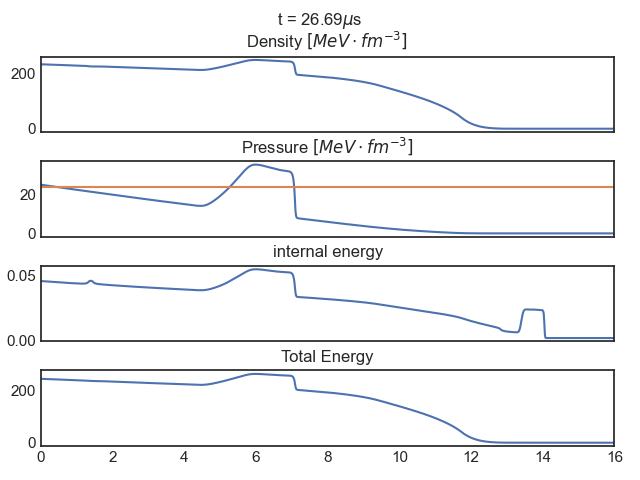 t = 26.69μs
Density [MeV · fm⁻³]
200
0
Pressure [MeV · fm⁻³]
20
0
internal energy
0.05
0.00
Total Energy
200
0
0 2 4 6 8 10 12 14 16